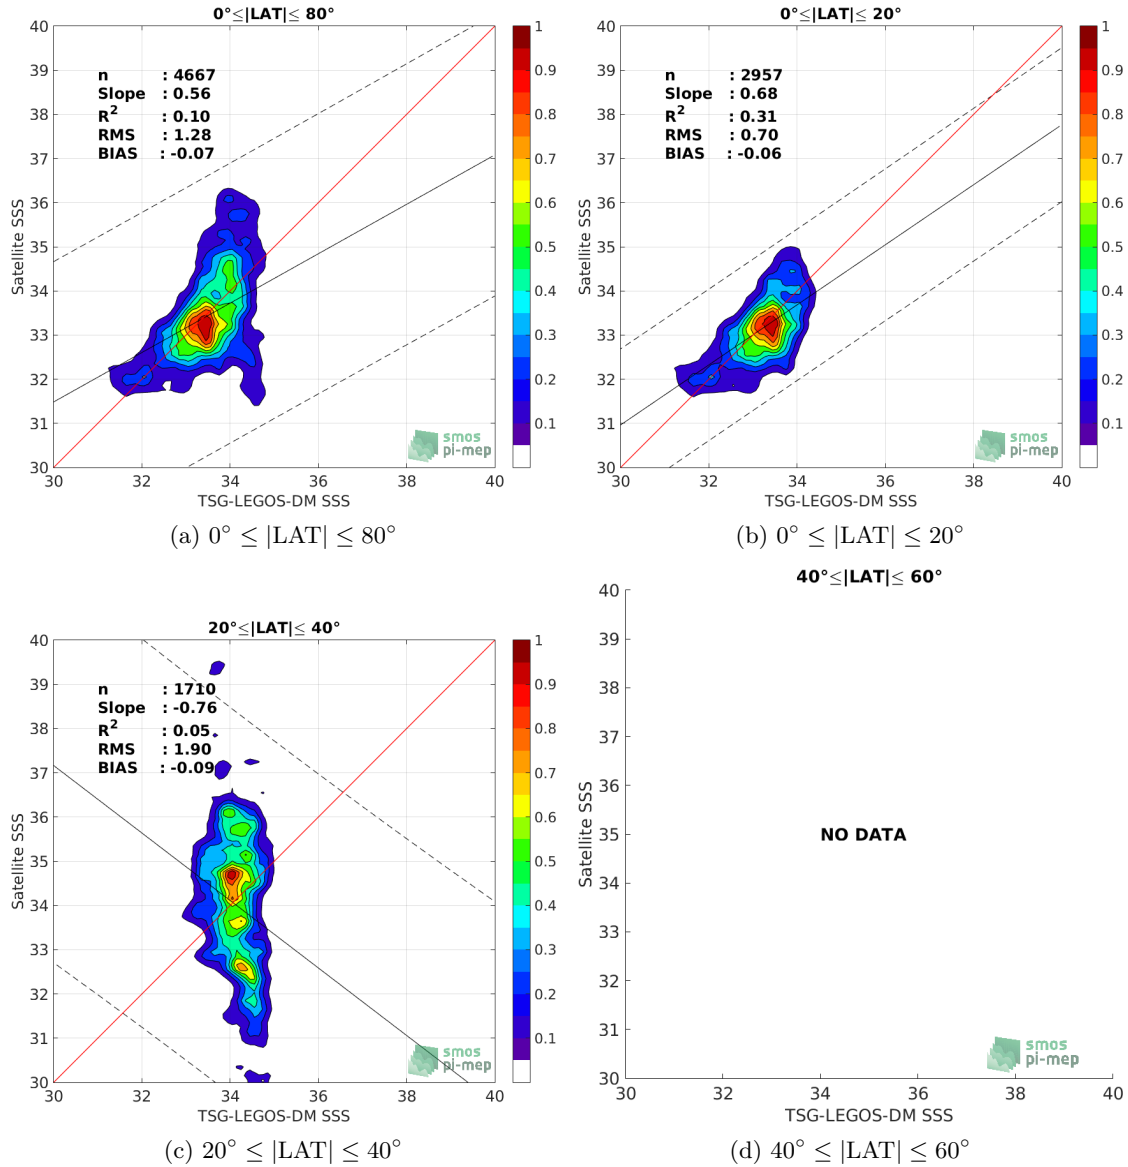 0°≤|LAT|≤ 80°
40
39
38
37
36
35
34
33
32
31
30
Satellite SSS
n : 4667
Slope : 0.56
R² : 0.10
RMS : 1.28
BIAS : -0.07
smos
pi-mep
30 32 34 36 38 40
TSG-LEGOS-DM SSS
1
0.9
0.8
0.7
0.6
0.5
0.4
0.3
0.2
0.1
(a) 0° ≤ |LAT| ≤ 80°
0°≤|LAT|≤ 20°
40
39
38
37
36
35
34
33
32
31
30
Satellite SSS
n : 2957
Slope : 0.68
R² : 0.31
RMS : 0.70
BIAS : -0.06
smos
pi-mep
30 32 34 36 38 40
TSG-LEGOS-DM SSS
1
0.9
0.8
0.7
0.6
0.5
0.4
0.3
0.2
0.1
(b) 0° ≤ |LAT| ≤ 20°
20°≤|LAT|≤ 40°
40
39
38
37
36
35
34
33
32
31
30
Satellite SSS
n : 1710
Slope : -0.76
R² : 0.05
RMS : 1.90
BIAS : -0.09
smos
pi-mep
30 32 34 36 38 40
TSG-LEGOS-DM SSS
1
0.9
0.8
0.7
0.6
0.5
0.4
0.3
0.2
0.1
(c) 20° ≤ |LAT| ≤ 40°
40°≤|LAT|≤ 60°
40
39
38
37
36
35
34
33
32
31
30
Satellite SSS
NO DATA
smos
pi-mep
30 32 34 36 38 40
TSG-LEGOS-DM SSS
(d) 40° ≤ |LAT| ≤ 60°